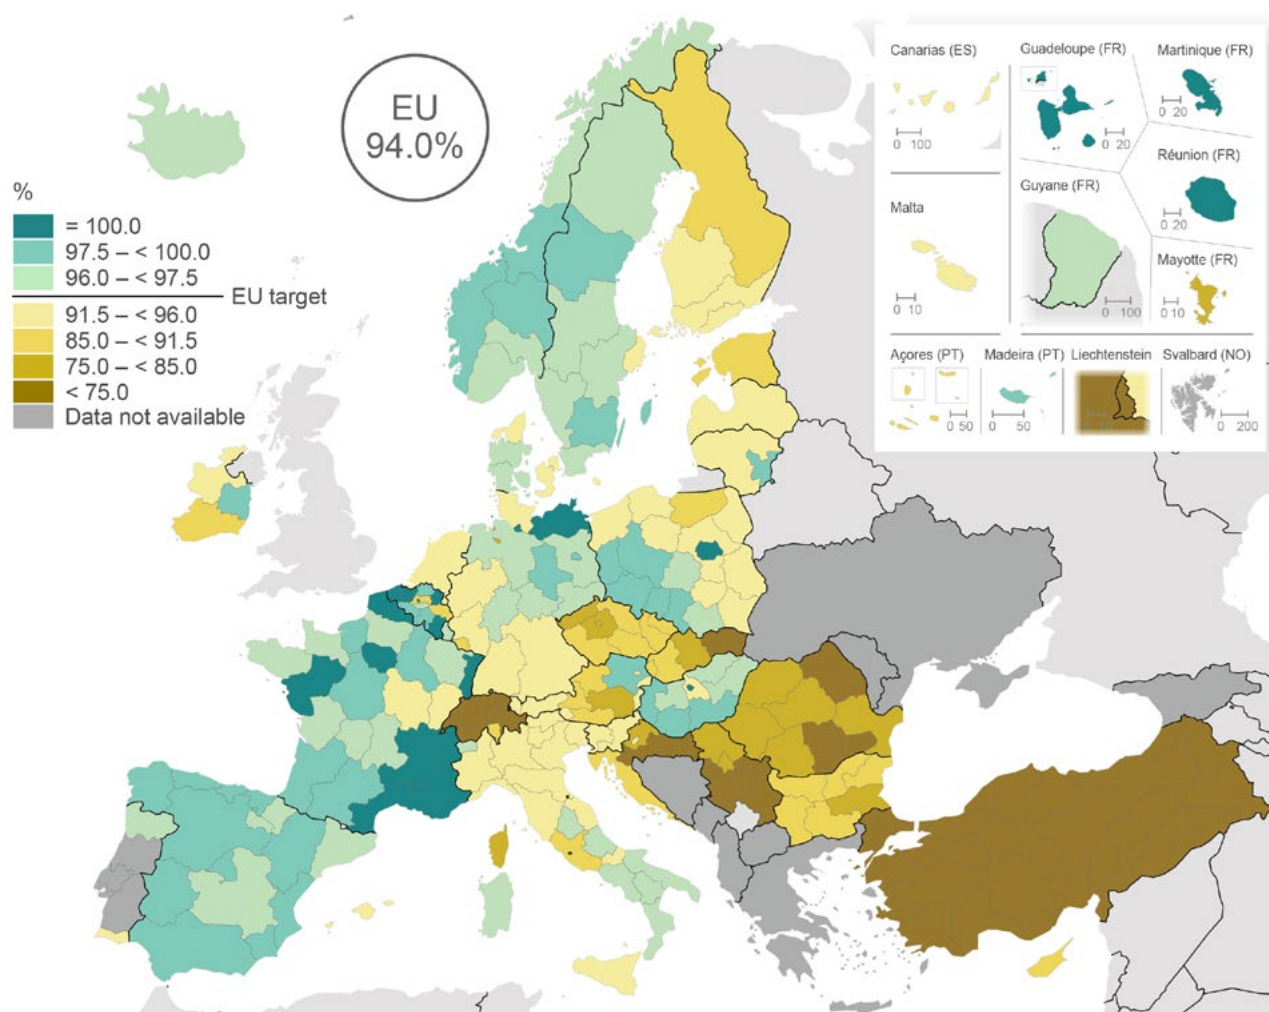 EU
94.0%
%
= 100.0
97.5 – < 100.0
96.0 – < 97.5
EU target
91.5 – < 96.0
85.0 – < 91.5
75.0 – < 85.0
< 75.0
Data not available
Canarias (ES)
0 100
Guadeloupe (FR)
0 20
Martinique (FR)
0 20
Réunion (FR)
0 20
Malta
0 10
Guyane (FR)
0 100
Mayotte (FR)
0 10
Açores (PT)
0 50
Madeira (PT)
0 50
Liechtenstein
Svalbard (NO)
0 200